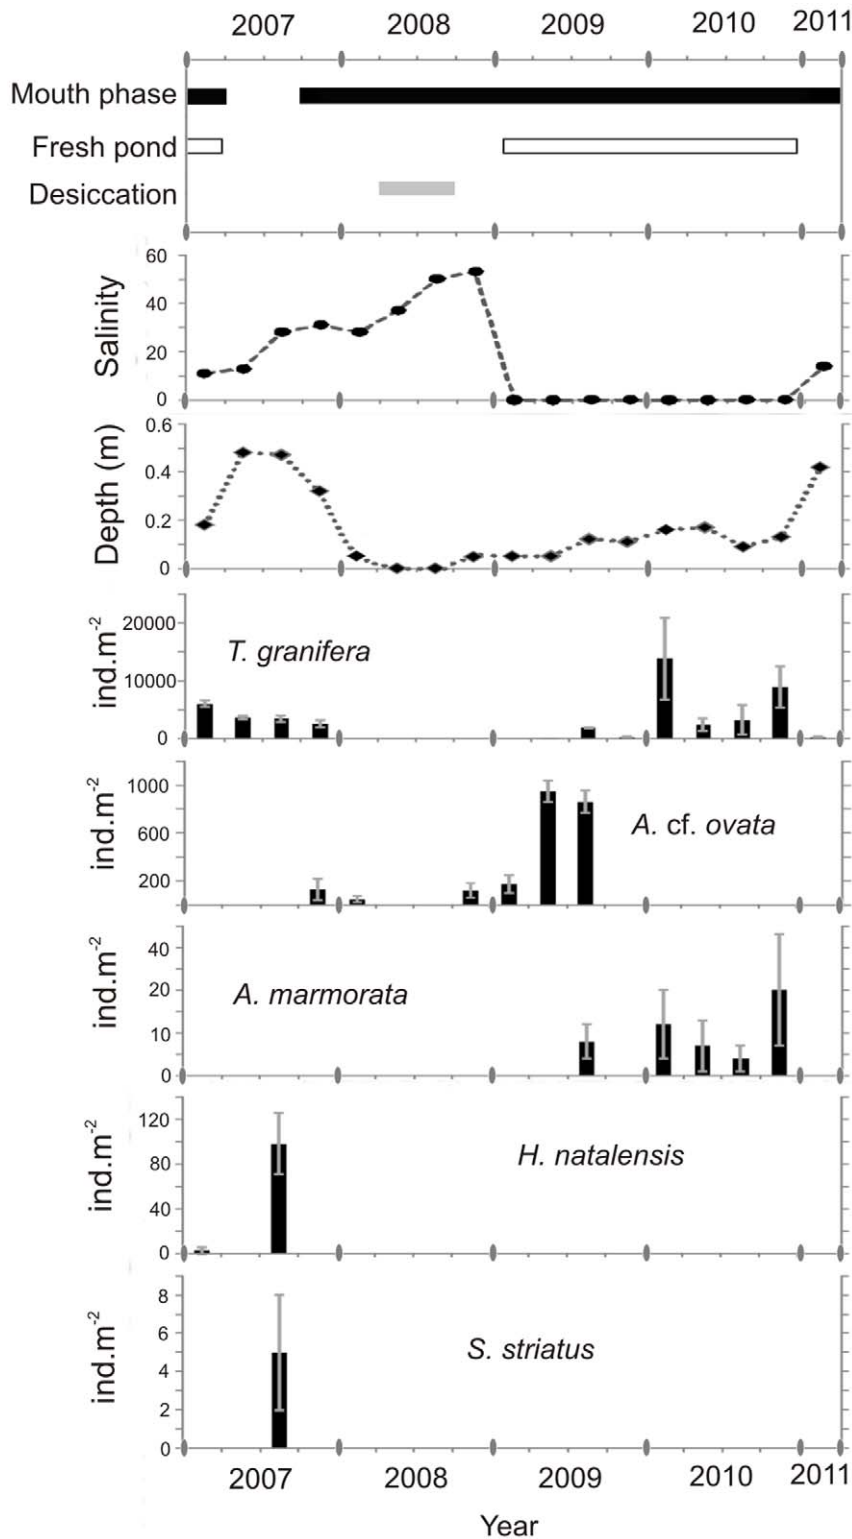 2007 2008 2009 2010 2011
Mouth phase
Fresh pond
Desiccation
Salinity
60
40
20
0
Depth (m)
0.6
0.4
0.2
0
ind.m-2
20000
10000
0
T. granifera
ind.m-2
1000
600
200
A. cf. ovata
ind.m-2
40
20
10
0
A. marmorata
ind.m-2
120
80
40
0
H. natalensis
ind.m-2
8
6
4
2
0
S. striatus
2007 2008 2009 2010 2011
Year